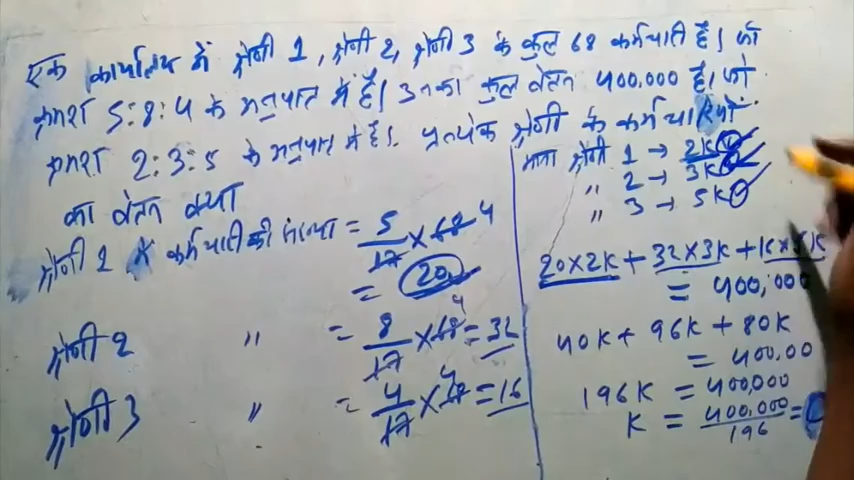 एक कार्यालय में श्रेणी 1, श्रेणी 2, श्रेणी 3 के कुल 68 कर्मचारी हैं। जो
क्रमशः 5:8:4 के अनुपात में हैं। उनका कुल वेतन 400,000 है। जो
क्रमशः 2:3:5 के अनुपात में है। प्रत्येक श्रेणी के कर्मचारियों
का वेतन क्या
श्रेणी 1 के कर्मचारी की संख्या = 5/17 × 68 4
= 20
श्रेणी 2 " = 8/17 × 68 4 = 32
श्रेणी 3 " = 4/17 × 68 4 = 16
माना श्रेणी 1 → 2K
" 2 → 3K
" 3 → 5K
20×2K + 32×3K + 16×5K
= 400,000
40K + 96K + 80K
= 400,00
196K = 400,000
K = 400,000/196 =